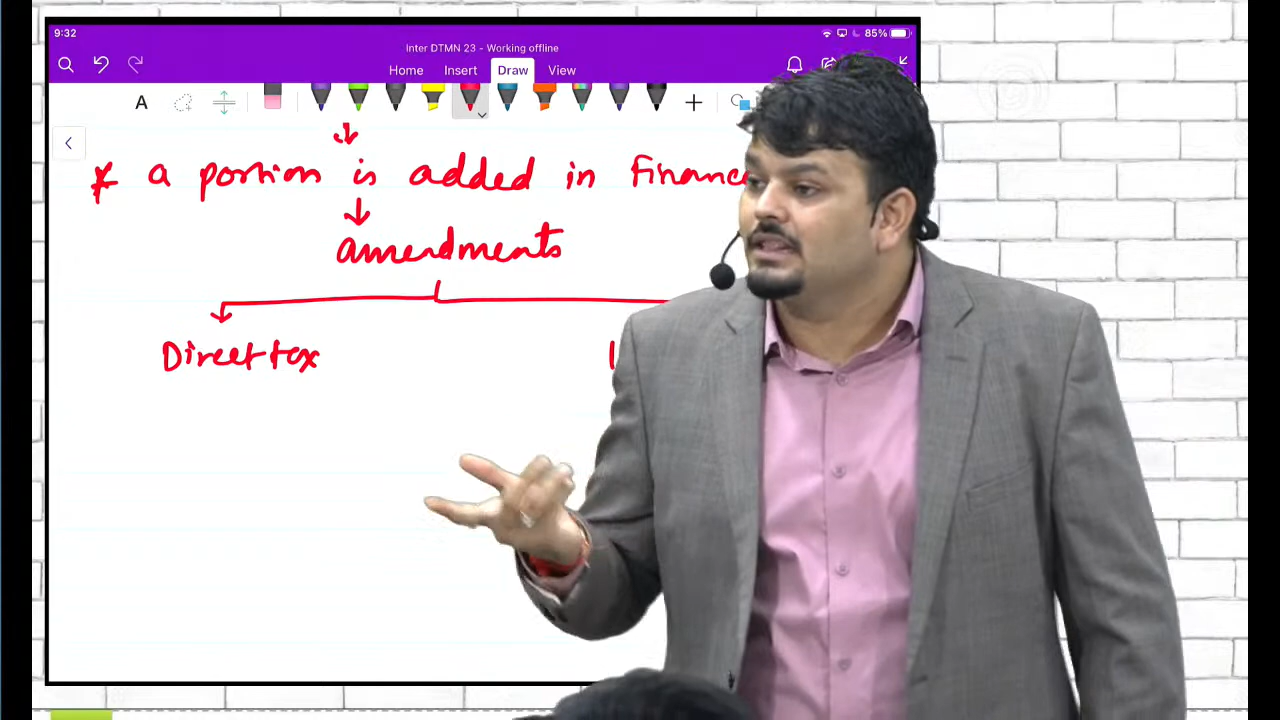 9:32
85%
Inter DTMN 23 - Working offline
Home Insert Draw View
A
* a portion is added in finance
amendments
Direct tax